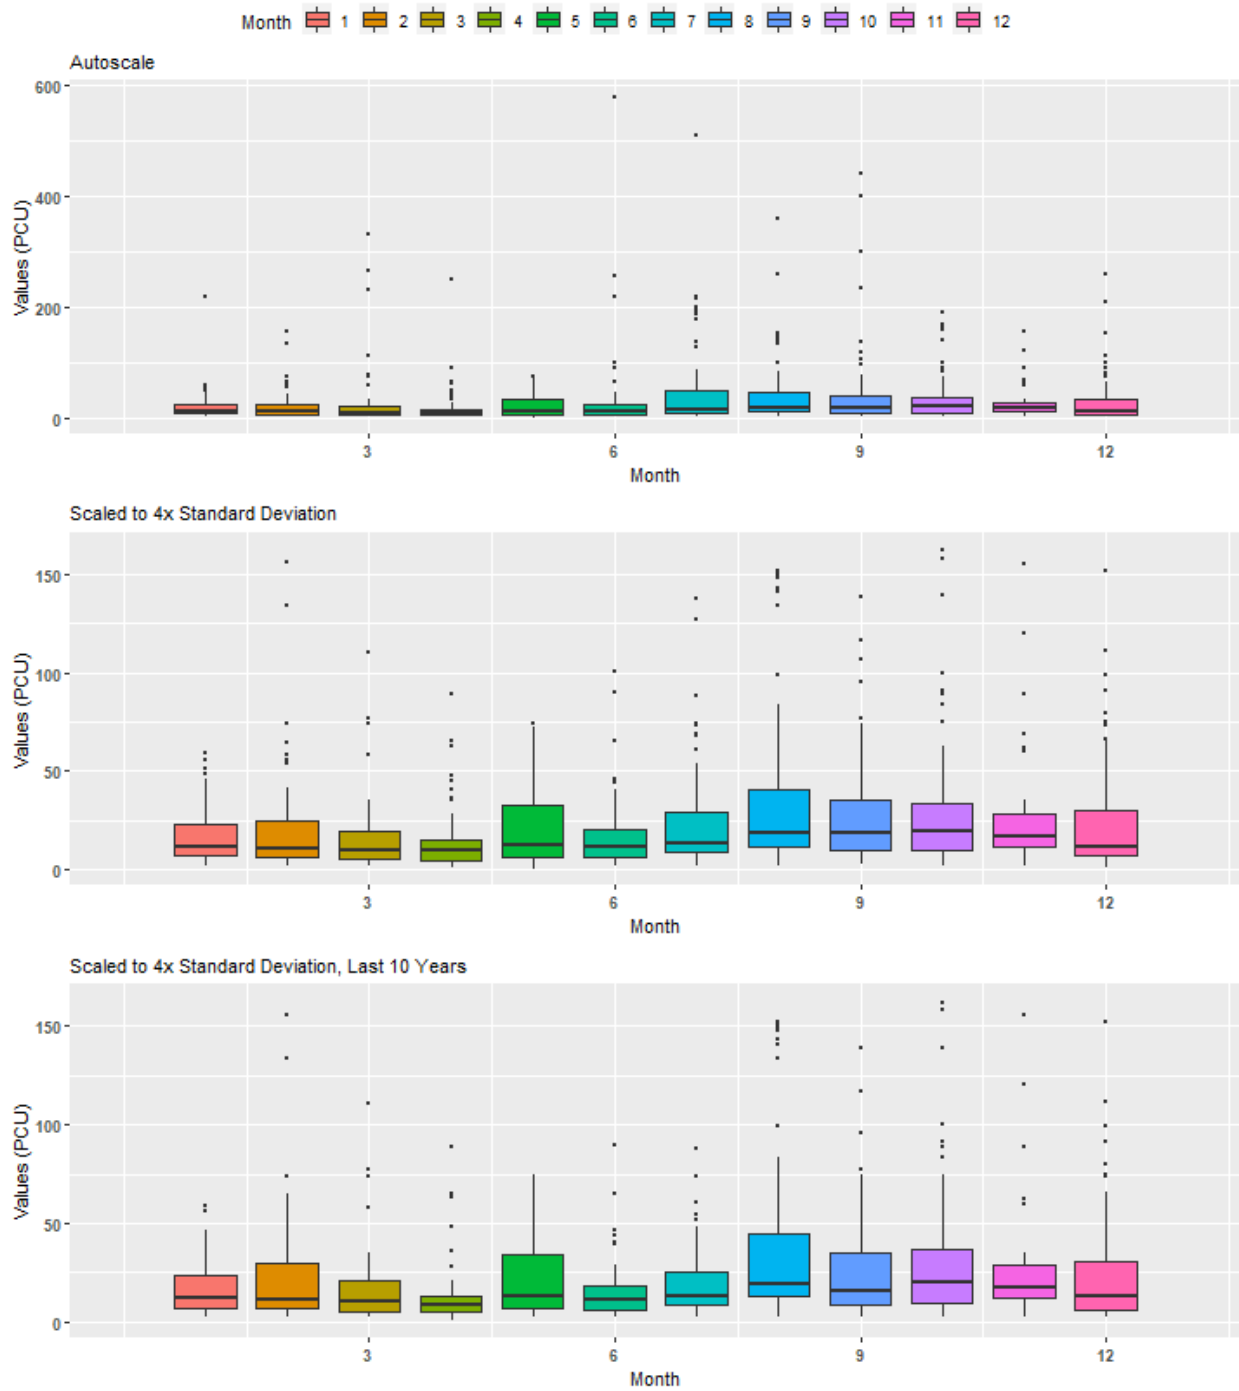 Month 1 2 3 4 5 6 7 8 9 10 11 12
Autoscale
600
400
200
0
Values (PCU)
3 6 9 12
Month
Scaled to 4x Standard Deviation
150
100
50
0
Values (PCU)
3 6 9 12
Month
Scaled to 4x Standard Deviation, Last 10 Years
150
100
50
0
Values (PCU)
3 6 9 12
Month